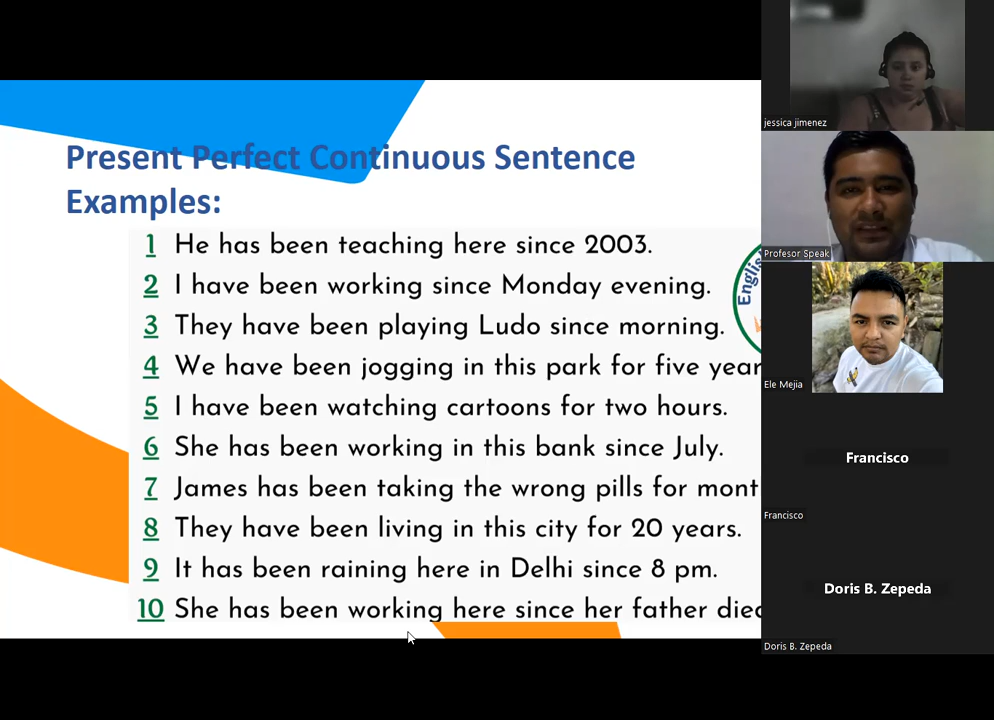 Present Perfect Continuous Sentence
Examples:
1 He has been teaching here since 2003.
2 I have been working since Monday evening.
3 They have been playing Ludo since morning.
4 We have been jogging in this park for five year
5 I have been watching cartoons for two hours.
6 She has been working in this bank since July.
7 James has been taking the wrong pills for mont
8 They have been living in this city for 20 years.
9 It has been raining here in Delhi since 8 pm.
10 She has been working here since her father died
Englis
jessica jimenez
Profesor Speak
Ele Mejia
Francisco
Francisco
Doris B. Zepeda
Doris B. Zepeda